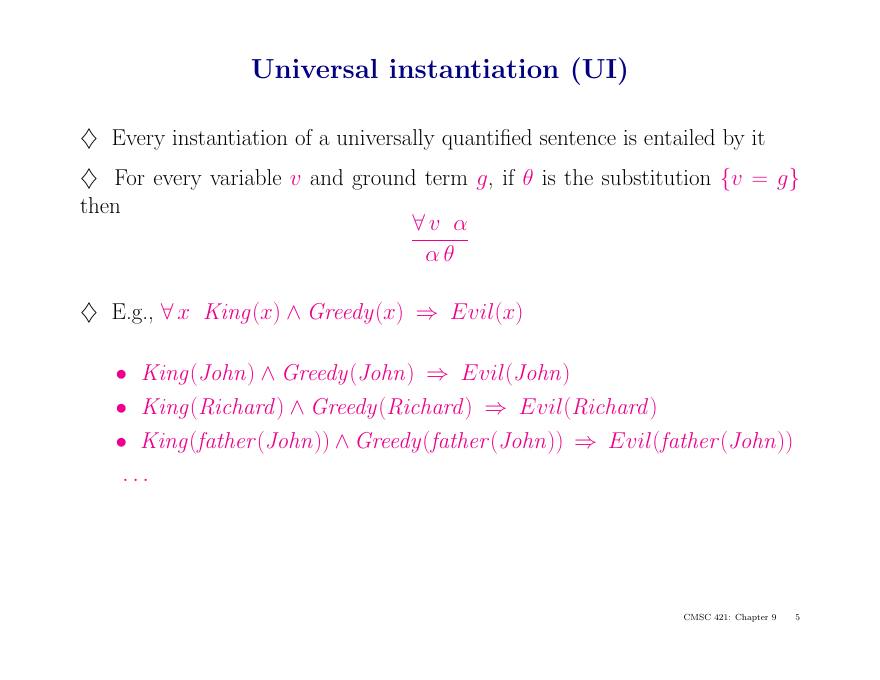 Universal instantiation (UI)
♢ Every instantiation of a universally quantified sentence is entailed by it
♢ For every variable v and ground term g, if θ is the substitution {v = g}
then
∀ v α
α θ
♢ E.g., ∀ x King(x) ∧ Greedy(x) ⇒ Evil(x)
• King(John) ∧ Greedy(John) ⇒ Evil(John)
• King(Richard) ∧ Greedy(Richard) ⇒ Evil(Richard)
• King(father(John)) ∧ Greedy(father(John)) ⇒ Evil(father(John))
. . .
CMSC 421: Chapter 9 5